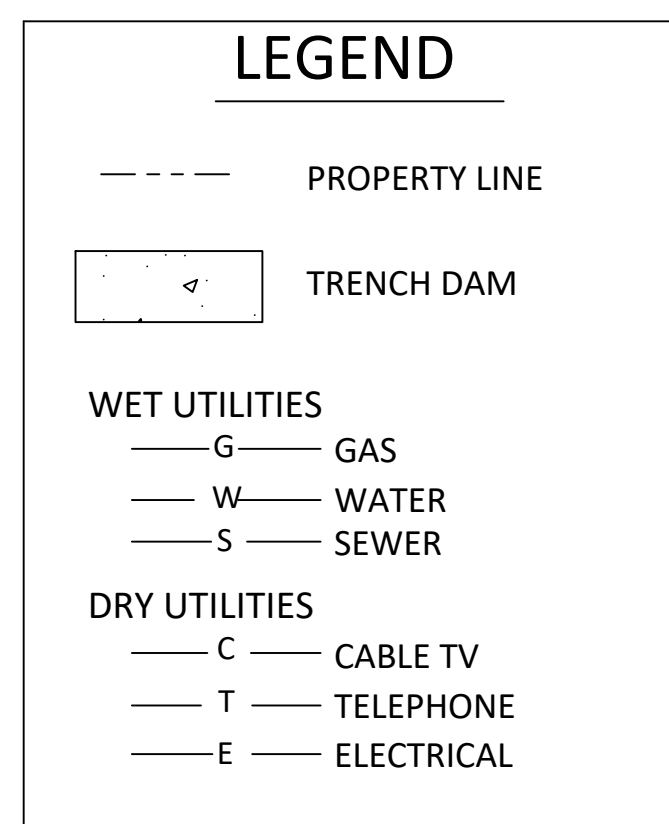 LEGEND
PROPERTY LINE
TRENCH DAM
WET UTILITIES
G GAS
W WATER
S SEWER
DRY UTILITIES
C CABLE TV
T TELEPHONE
E ELECTRICAL